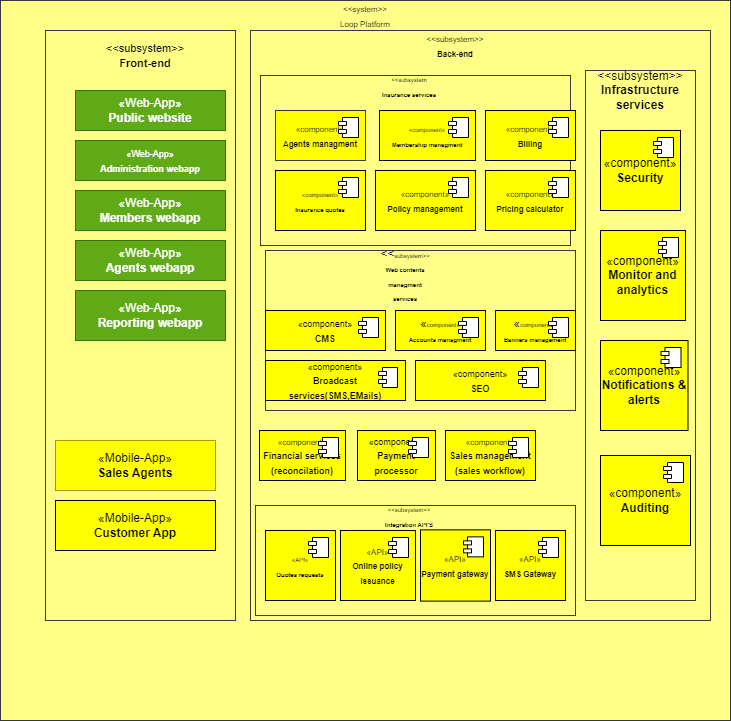 <<system>>
Loop Platform
<<subsystem>>
Front-end
«Web-App»
Public website
«Web-App»
Administration webapp
«Web-App»
Members webapp
«Web-App»
Agents webapp
«Web-App»
Reporting webapp
«Mobile-App»
Sales Agents
«Mobile-App»
Customer App
<<subsystem>>
Back-end
<<subsystem
Insurance services
«component»
Agents managment
«component»
Membership managment
«component»
Billing
«component»
Insurance quotes
«component»
Policy management
«component»
Pricing calculator
<<subsystem>>
Web contents
managment
services
«component»
CMS
«component»
Accounts managment
«component»
Banners management
«component»
Broadcast
services(SMS,EMails)
«component»
SEO
«component»
Financial services
(reconcilation)
«component»
Payment
processor
«component»
Sales management
(sales workflow)
<<subsystem>>
Integration APIS
«API»
Quotes requests
«API»
Online policy
issuance
«API»
Payment gateway
«API»
SMS Gateway
<<subsystem>>
Infrastructure
services
«component»
Security
«component»
Monitor and
analytics
«component»
Notifications &
alerts
«component»
Auditing